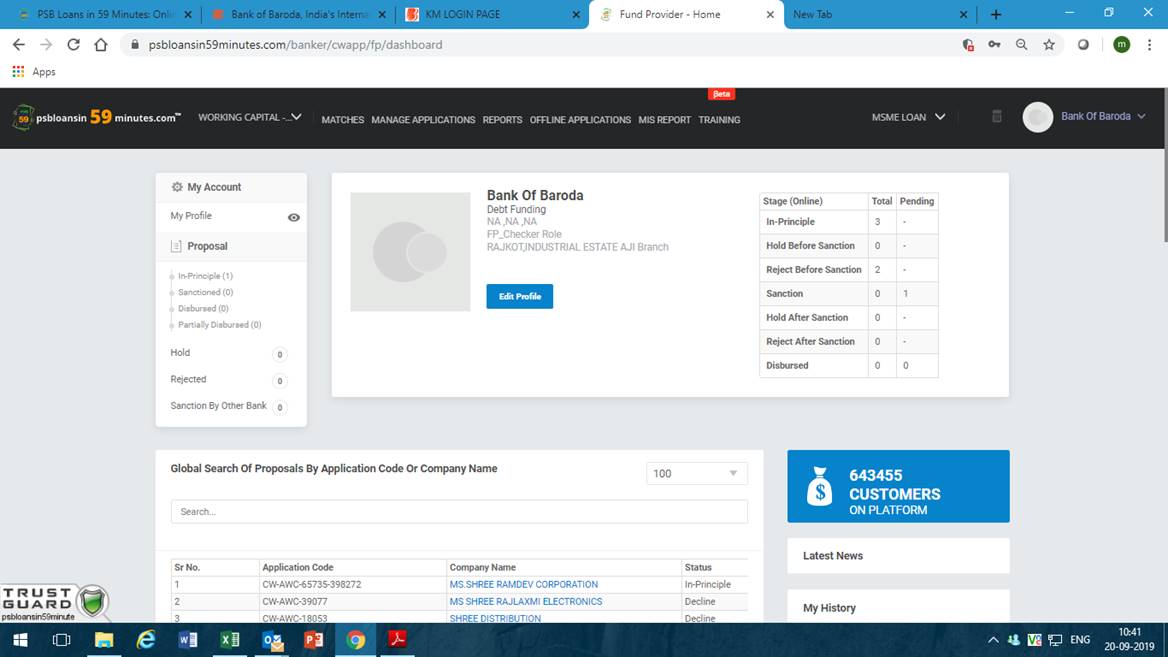 PSB Loans in 59 Minutes: Onlin
Bank of Baroda, India's Interna
KM LOGIN PAGE
Fund Provider - Home
New Tab
psbloansin59minutes.com/banker/cwapp/fp/dashboard
m
Apps
Beta
psbloansin 59 minutes.com™
WORKING CAPITAL -...
MATCHES MANAGE APPLICATIONS REPORTS OFFLINE APPLICATIONS MIS REPORT TRAINING
MSME LOAN
Bank Of Baroda
My Account
My Profile
Proposal
In-Principle (1)
Sanctioned (0)
Disbursed (0)
Partially Disbursed (0)
Hold 0
Rejected 0
Sanction By Other Bank 0
Bank Of Baroda
Debt Funding
NA ,NA ,NA
FP_Checker Role
RAJKOT,INDUSTRIAL ESTATE AJI Branch
Edit Profile
Stage (Online) Total Pending
In-Principle 3 -
Hold Before Sanction 0 -
Reject Before Sanction 2 -
Sanction 0 1
Hold After Sanction 0 -
Reject After Sanction 0 -
Disbursed 0 0
Global Search Of Proposals By Application Code Or Company Name
100
Search...
Sr No. Application Code Company Name Status
1 CW-AWC-65735-398272 MS.SHREE RAMDEV CORPORATION In-Principle
2 CW-AWC-39077 MS SHREE RAJLAXMI ELECTRONICS Decline
3 CW-AWC-18053 SHREE DISTRIBUTION Decline
643455
CUSTOMERS
ON PLATFORM
Latest News
My History
TRUST
GUARD
psbloansin59minute
ENG
10:41
20-09-2019